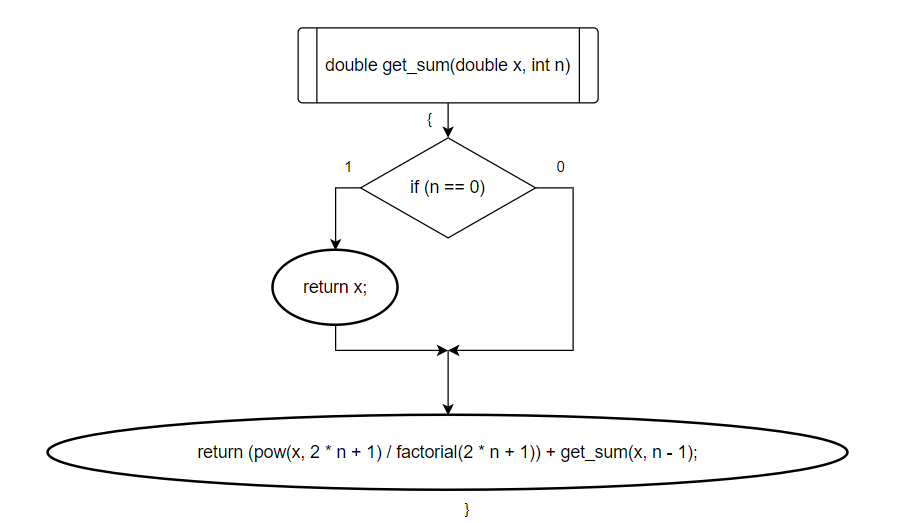 double get_sum(double x, int n)
{
1
0
if (n == 0)
return x;
return (pow(x, 2 * n + 1) / factorial(2 * n + 1)) + get_sum(x, n - 1);
}